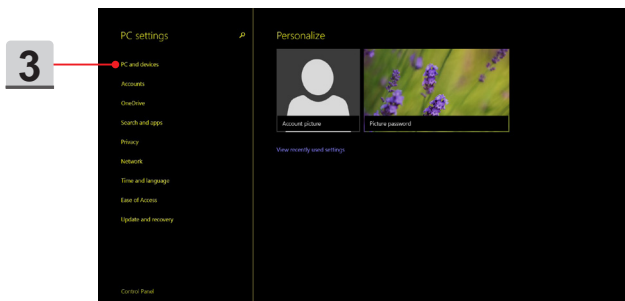 3
PC settings
PC and devices
Accounts
OneDrive
Search and apps
Privacy
Network
Time and language
Ease of Access
Update and recovery
Control Panel
Personalize
Account picture
Picture password
View recently used settings